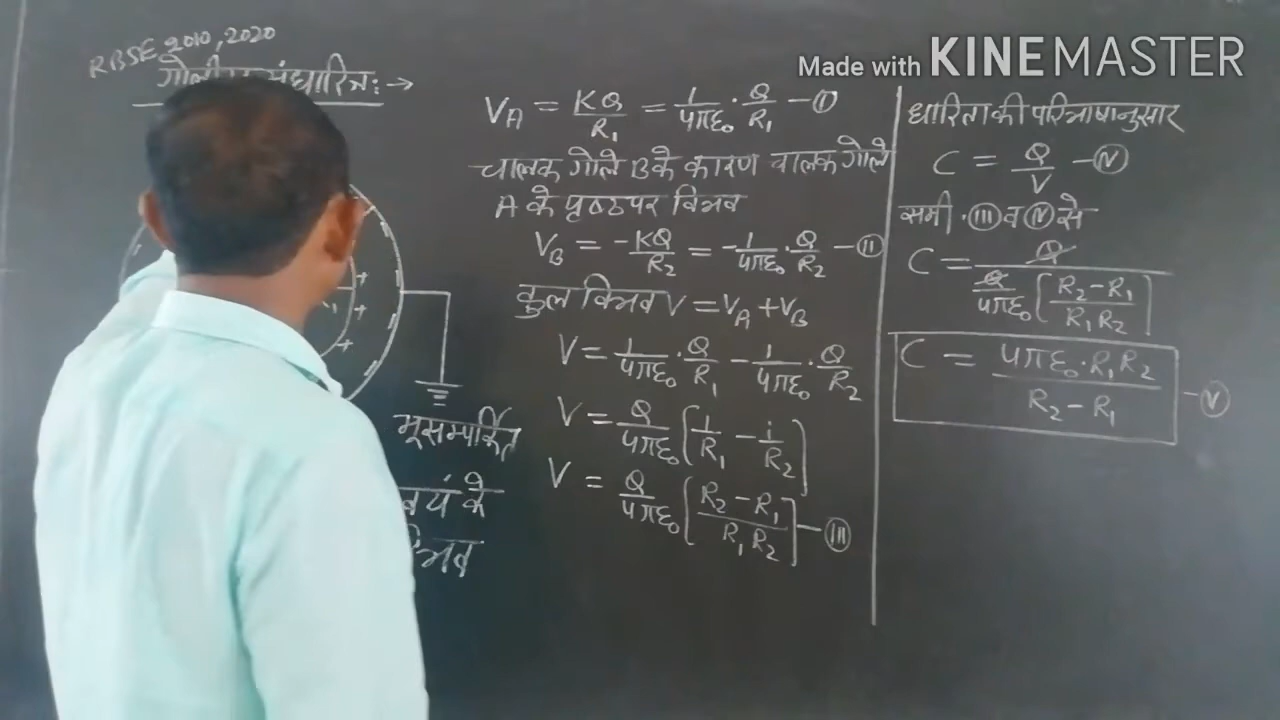 Made with KINEMASTER
RBSE 2010, 2020
:→
V_A = KQ/R₁ = 1/4πε₀ · Q/R₁ — I
चालक गोले B के कारण चालक गोले
A के पृष्ठ पर विभव
V_B = -KQ/R₂ = -1/4πε₀ · Q/R₂ — II
कुल विभव V = V_A + V_B
V = 1/4πε₀ · Q/R₁ - 1/4πε₀ · Q/R₂
V = Q/4πε₀ [1/R₁ - 1/R₂]
V = Q/4πε₀ [R₂ - R₁/R₁R₂] — III
भूसम्पर्कित
के
धारिता की परिभाषानुसार
C = Q/V — IV
समी. III व IV से
C = Q/Q/4πε₀ [R₂ - R₁/R₁R₂]
C = 4πε₀ · R₁R₂/R₂ - R₁ — V